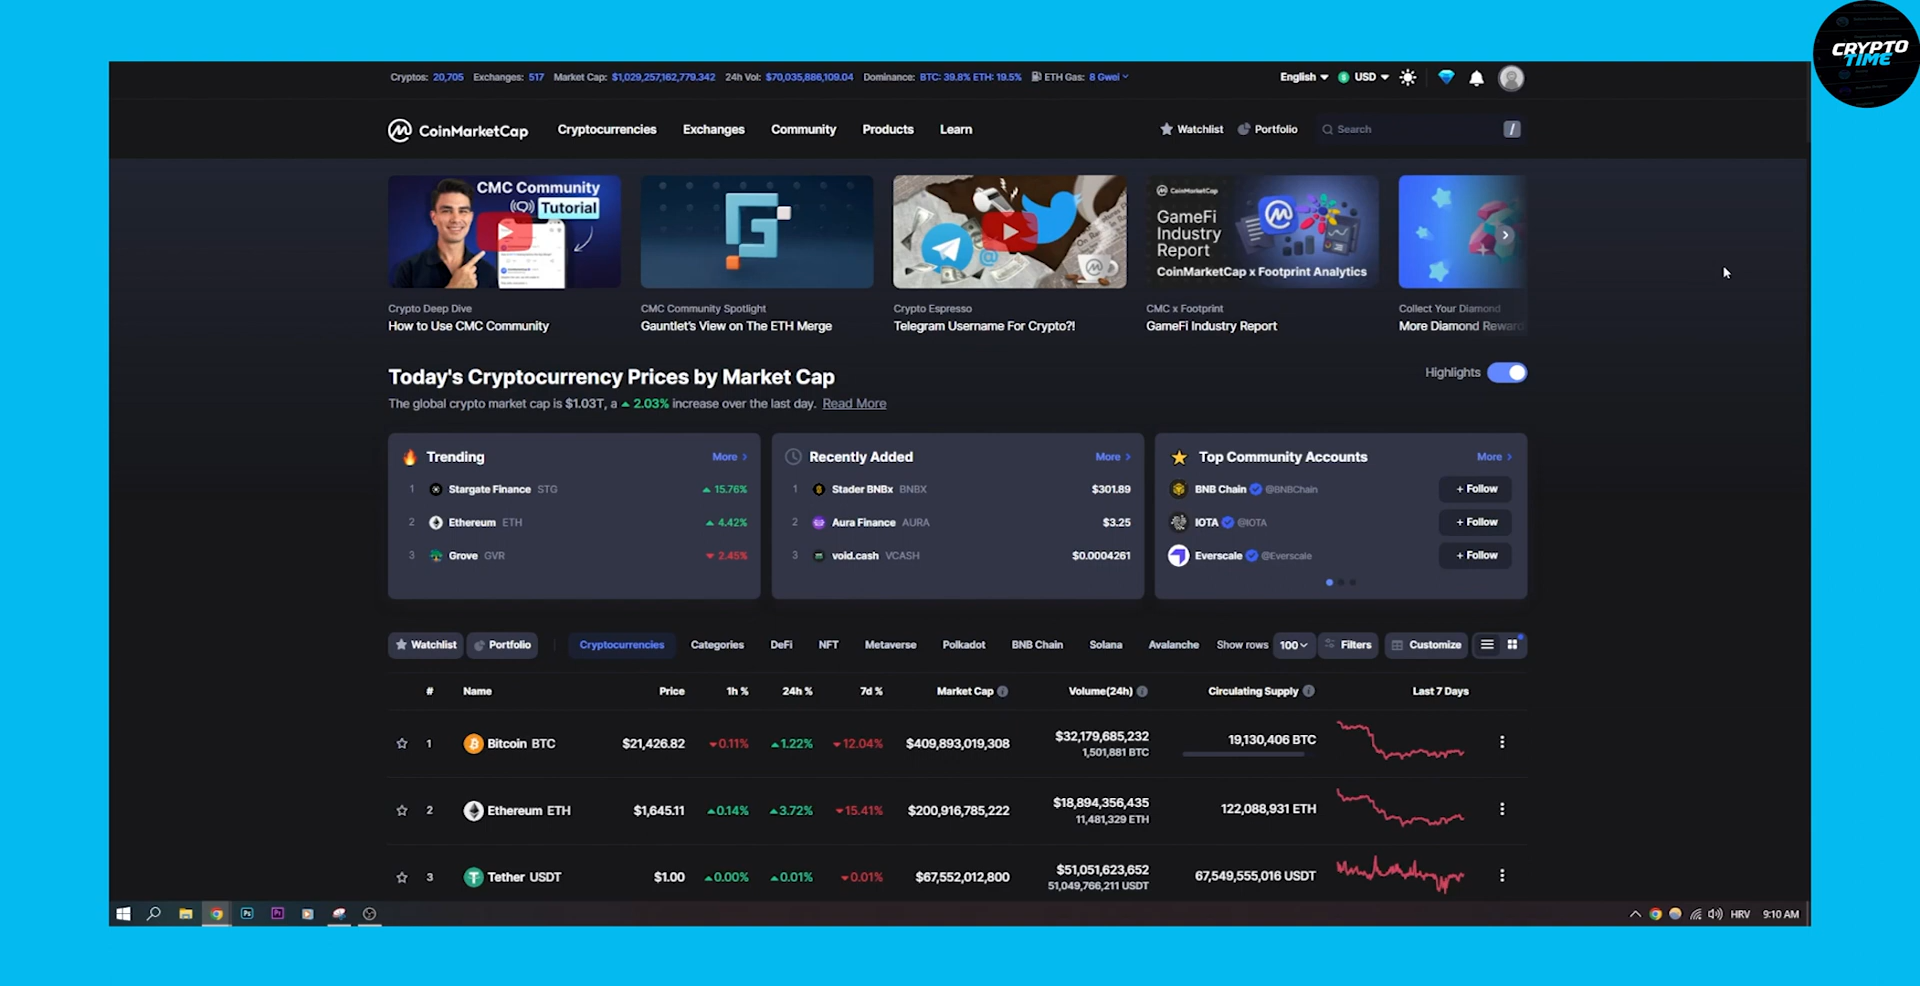 CRYPTO
TIME
Cryptos: 20,705 Exchanges: 517 Market Cap: $1,029,257,162,779.342 24h Vol: $70,035,886,109.04 Dominance: BTC: 39.8% ETH: 19.5% ETH Gas: 8 Gwei
English USD
CoinMarketCap Cryptocurrencies Exchanges Community Products Learn
Watchlist Portfolio Search /
CMC Community
Tutorial
CoinMarketCap
GameFi
Industry
Report
CoinMarketCap x Footprint Analytics
Crypto Deep Dive
How to Use CMC Community
CMC Community Spotlight
Gauntlet's View on The ETH Merge
Crypto Espresso
Telegram Username For Crypto?!
CMC x Footprint
GameFi Industry Report
Collect Your Diamond
More Diamond Rewar
Today's Cryptocurrency Prices by Market Cap
Highlights
The global crypto market cap is $1.03T, a 2.03% increase over the last day. Read More
Trending More >
1 Stargate Finance STG 15.76%
2 Ethereum ETH 4.42%
3 Grove GVR 2.45%
Recently Added More >
1 Stader BNBx BNBX $301.89
2 Aura Finance AURA $3.25
3 void.cash VCASH $0.0004261
Top Community Accounts More >
BNB Chain @BNBChain + Follow
IOTA @IOTA + Follow
Everscale @Everscale + Follow
Watchlist Portfolio Cryptocurrencies Categories DeFi NFT Metaverse Polkadot BNB Chain Solana Avalanche Show rows 100 Filters Customize
# Name Price 1h % 24h % 7d % Market Cap Volume(24h) Circulating Supply Last 7 Days
1 Bitcoin BTC $21,426.82 0.11% 1.22% 12.04% $409,893,019,308 $32,179,685,232 19,130,406 BTC
1,501,881 BTC
2 Ethereum ETH $1,645.11 0.14% 3.72% 15.41% $200,916,785,222 $18,894,356,435 122,088,931 ETH
11,481,329 ETH
3 Tether USDT $1.00 0.00% 0.01% 0.01% $67,552,012,800 $51,051,623,652 67,549,555,016 USDT
51,049,766,211 USDT
Ps Pr HRV 9:10 AM